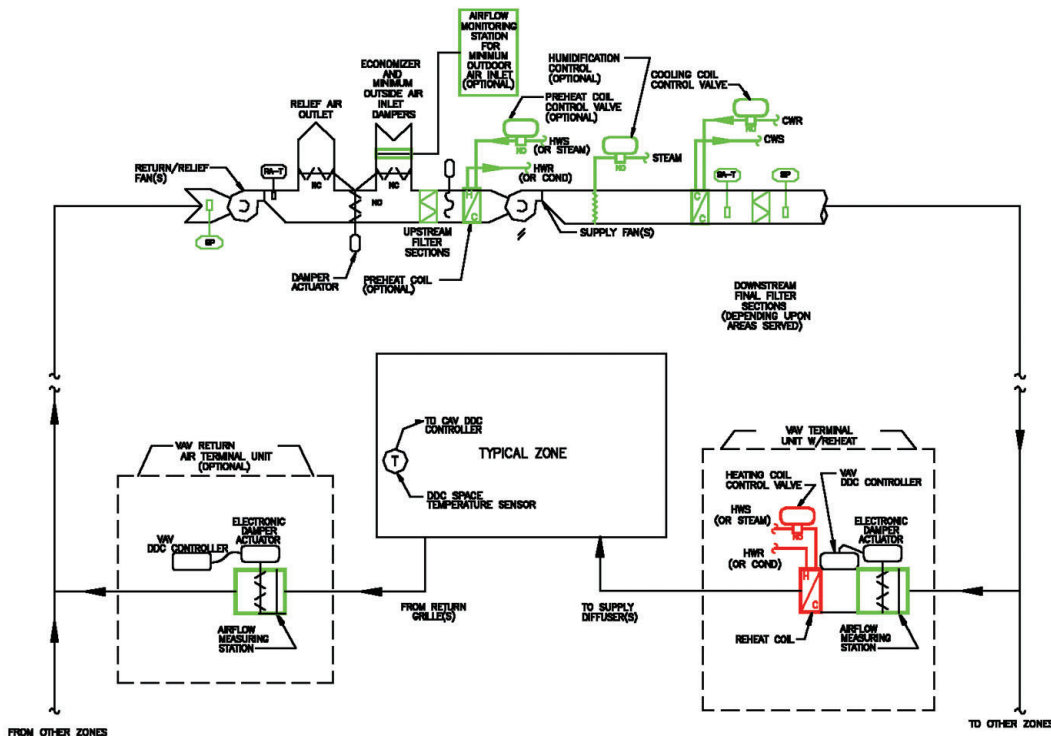 AIRFLOW
MONITORING
STATION
FOR
MINIMUM
OUTDOOR
AIR INLET
(OPTIONAL)
ECONOMIZER
AND
MINIMUM
OUTSIDE AIR
INLET
DAMPERS
RELIEF AIR
OUTLET
HUMIDIFICATION
CONTROL
(OPTIONAL)
COOLING COIL
CONTROL VALVE
PREHEAT COIL
CONTROL VALVE
(OPTIONAL)
NO
HWS
(OR STEAM)
HWR
(OR COND)
NO
STEAM
NO
CWR
CWS
RETURN/RELIEF
FAN(S)
RA-T
NC
NC
NO
H
C
C
C
SA-T
SP
SP
UPSTREAM
FILTER
SECTIONS
SUPPLY FAN(S)
DAMPER
ACTUATOR
PREHEAT COIL
(OPTIONAL)
DOWNSTREAM
FINAL FILTER
SECTIONS
(DEPENDING UPON
AREAS SERVED)
VAV RETURN
AIR TERMINAL UNIT
(OPTIONAL)
TO CAV DDC
CONTROLLER
T
TYPICAL ZONE
DDC SPACE
TEMPERATURE SENSOR
VAV TERMINAL
UNIT W/REHEAT
HEATING COIL
CONTROL VALVE
VAV
DDC CONTROLLER
HWS
(OR STEAM)
NO
HWR
(OR COND)
ELECTRONIC
DAMPER
ACTUATOR
H
C
VAV
DDC CONTROLLER
ELECTRONIC
DAMPER
ACTUATOR
AIRFLOW
MEASURING
STATION
FROM RETURN
GRILLE(S)
TO SUPPLY
DIFFUSER(S)
REHEAT COIL
AIRFLOW
MEASURING
STATION
FROM OTHER ZONES
TO OTHER ZONES